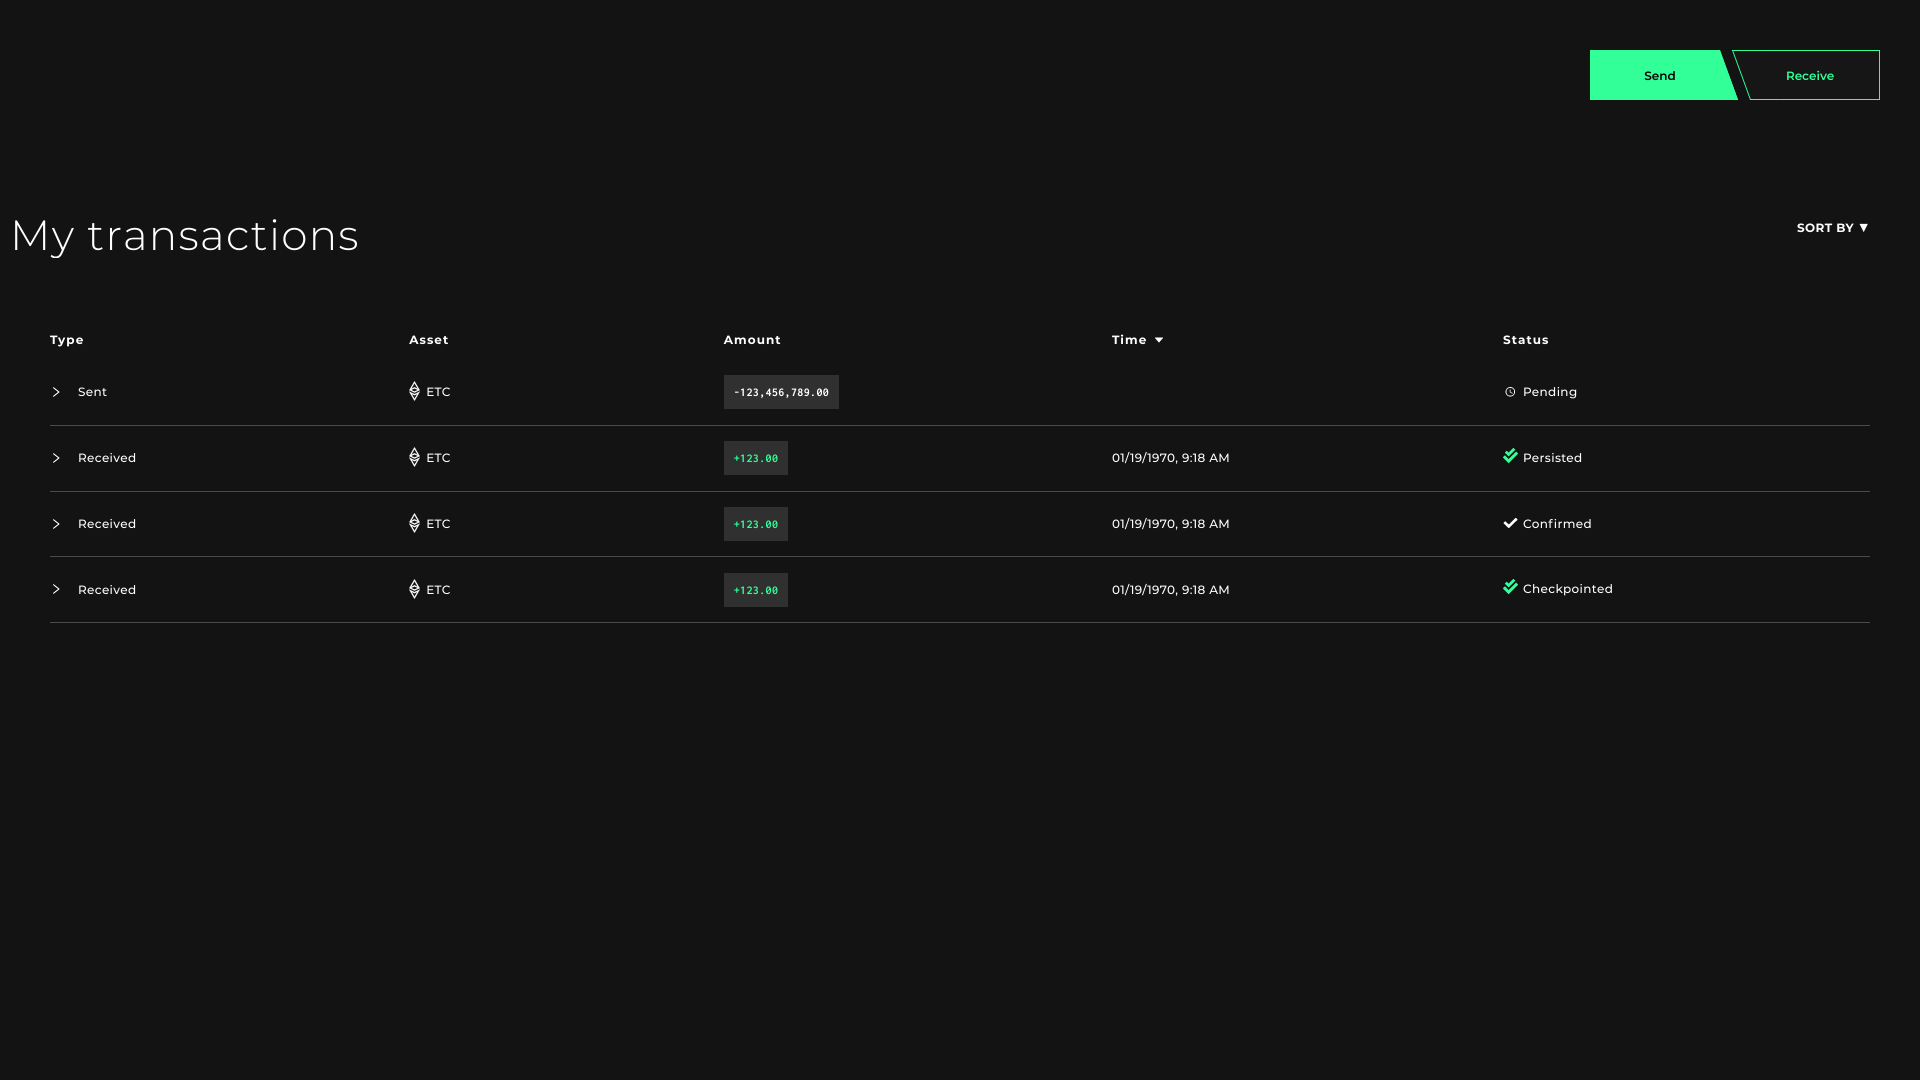 Send
Receive
My transactions
SORT BY ▼
Type Asset Amount Time Status
Sent ETC -123,456,789.00 Pending
Received ETC +123.00 01/19/1970, 9:18 AM Persisted
Received ETC +123.00 01/19/1970, 9:18 AM Confirmed
Received ETC +123.00 01/19/1970, 9:18 AM Checkpointed